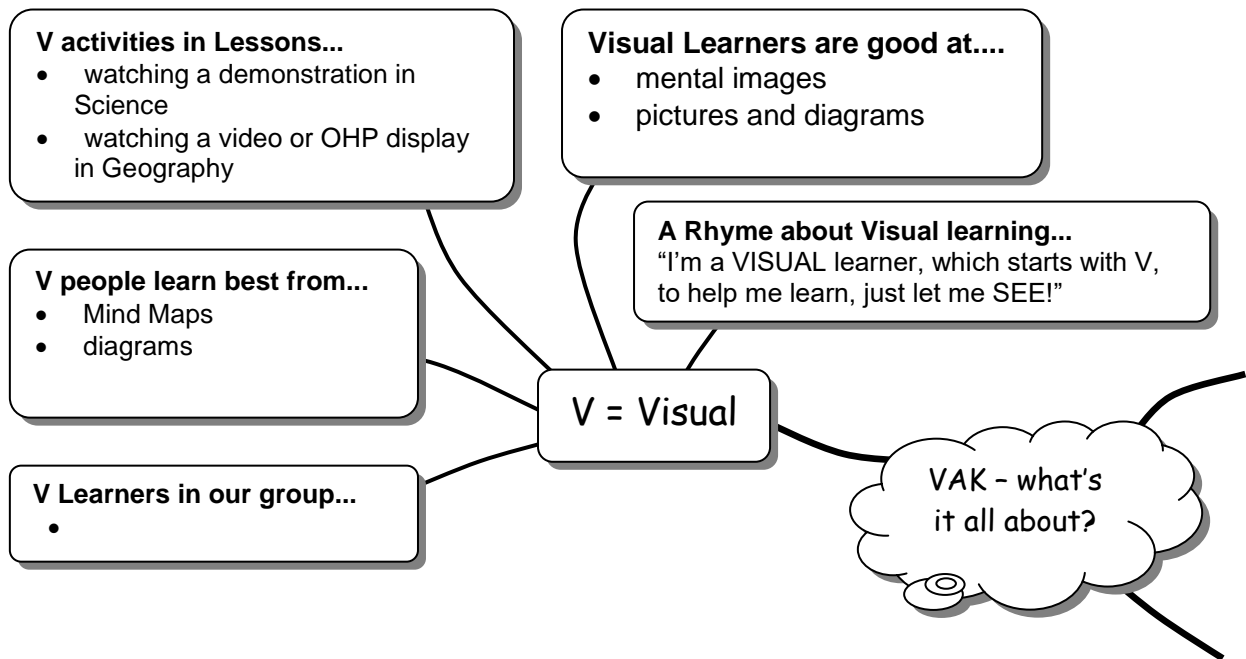 V activities in Lessons...
• watching a demonstration in
Science
• watching a video or OHP display
in Geography
Visual Learners are good at....
• mental images
• pictures and diagrams
A Rhyme about Visual learning...
“I’m a VISUAL learner, which starts with V,
to help me learn, just let me SEE!”
V people learn best from...
• Mind Maps
• diagrams
V = Visual
V Learners in our group...
•
VAK – what’s
it all about?